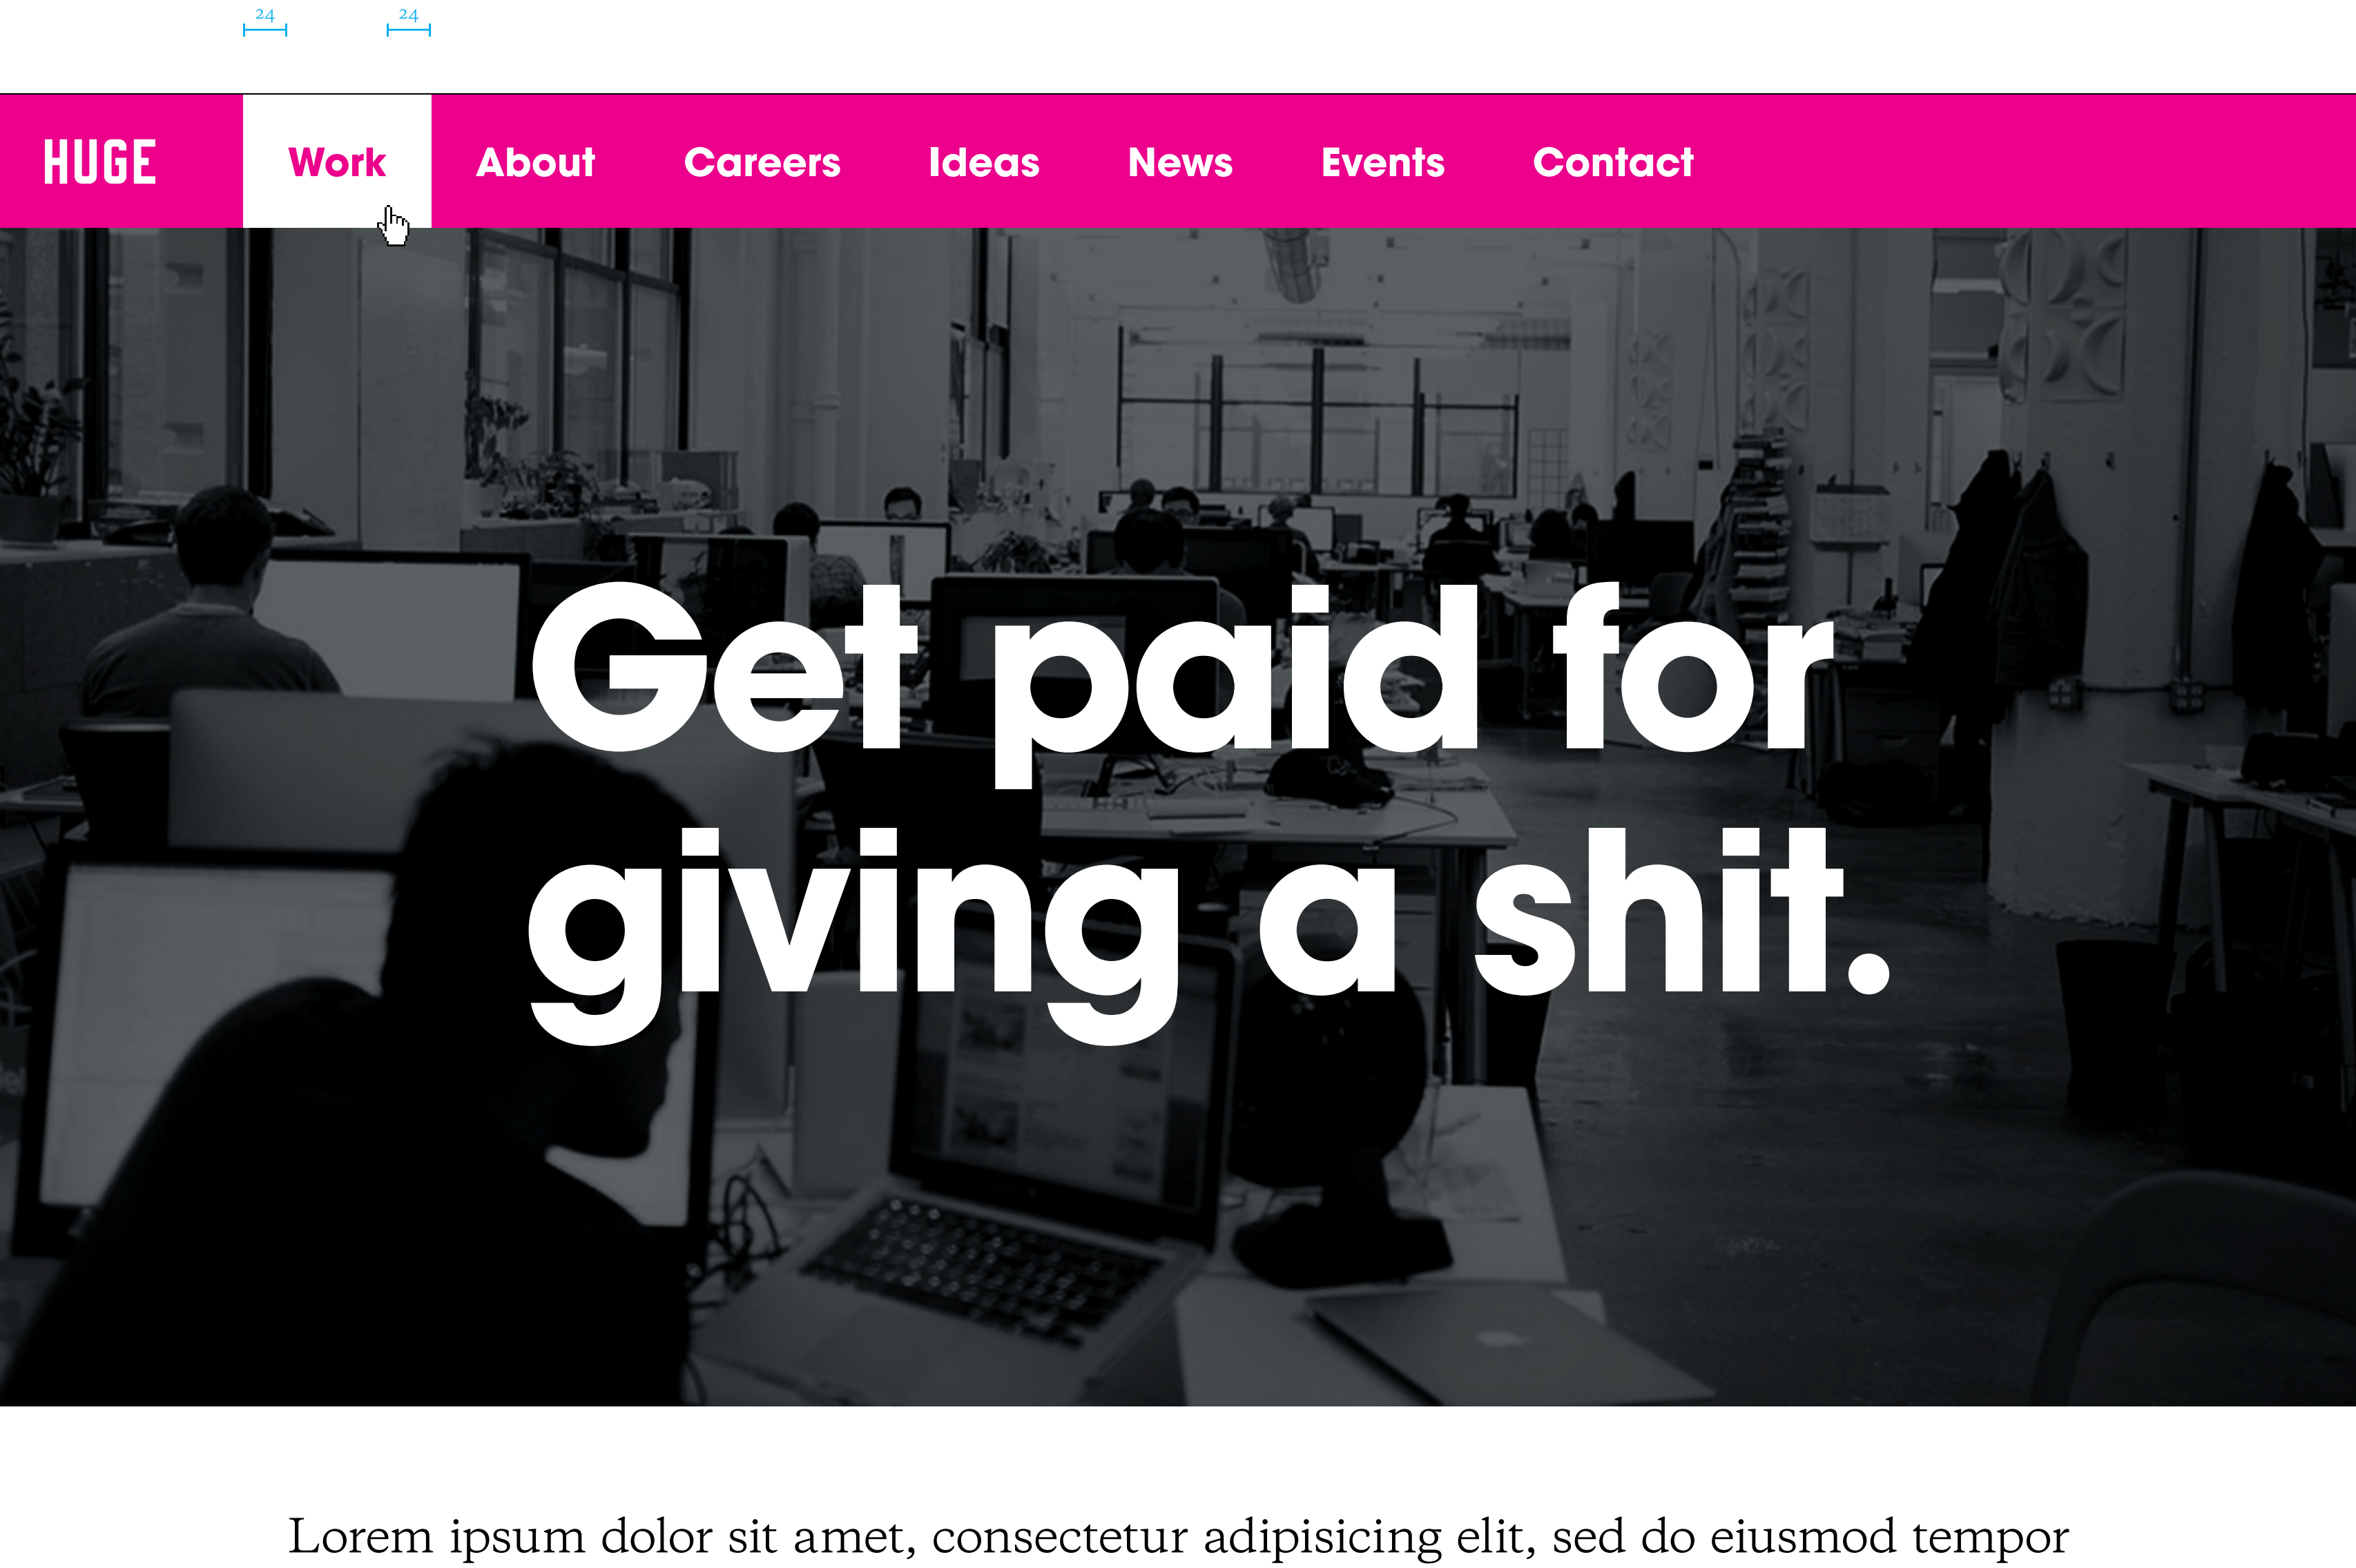 24 24
HUGE Work About Careers Ideas News Events Contact
Get paid for
giving a shit.
Lorem ipsum dolor sit amet, consectetur adipisicing elit, sed do eiusmod tempor